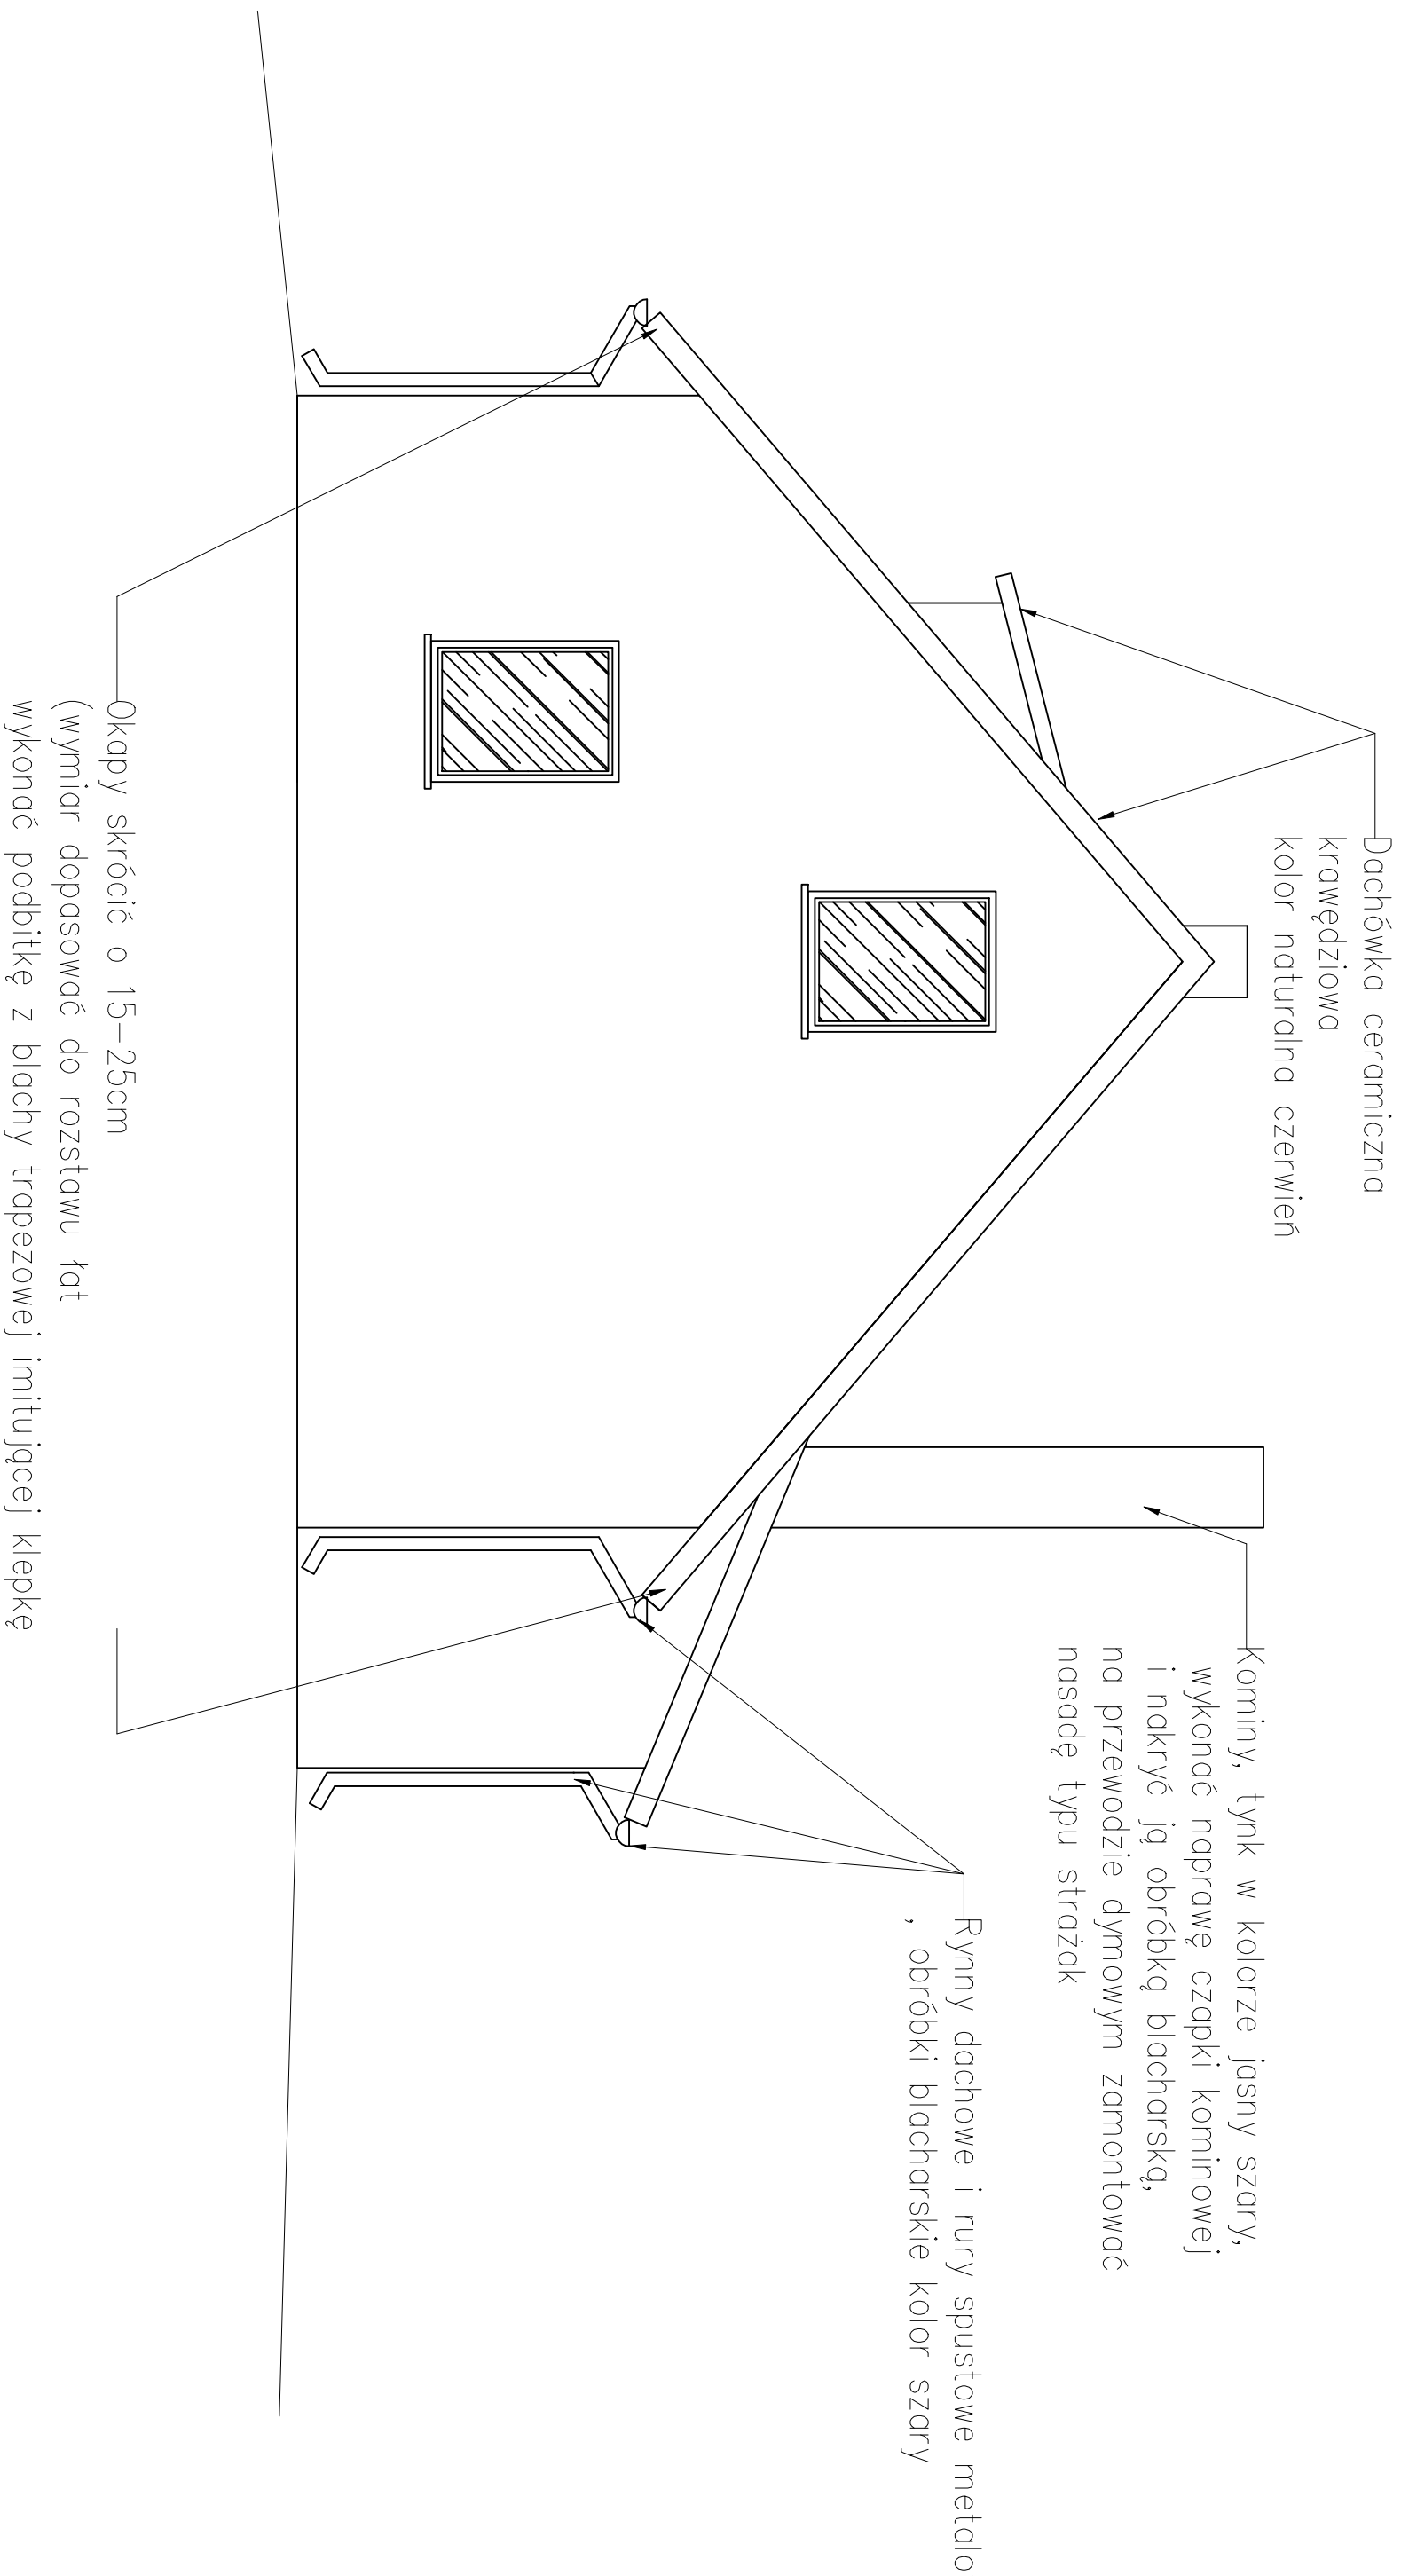 Dachówka ceramiczna
krawędziowa
kolor naturalna czerwień
Kominy, tynk w kolorze jasny szary,
wykonać naprawę czapki kominowej
i nakryć ją obróbką blacharską,
na przewodzie dymowym zamontować
nasadę typu strażak
Rynny dachowe i rury spustowe metalo
, obróbki blacharskie kolor szary
Okapy skrócić o 15-25cm
(wymiar dopasować do rozstawu łat
wykonać podbitkę z blachy trapezowej imitującej klepkę